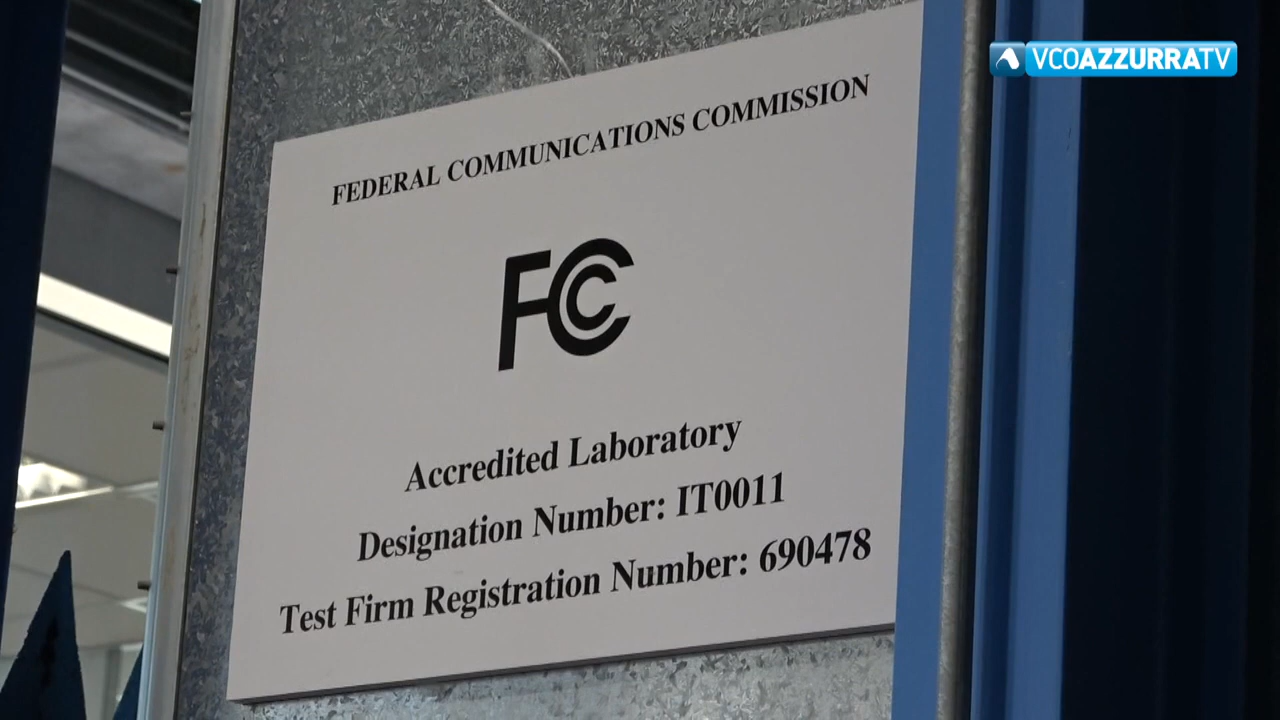 VCOAZZURRATV
FEDERAL COMMUNICATIONS COMMISSION
FCC
Accredited Laboratory
Designation Number: IT0011
Test Firm Registration Number: 690478